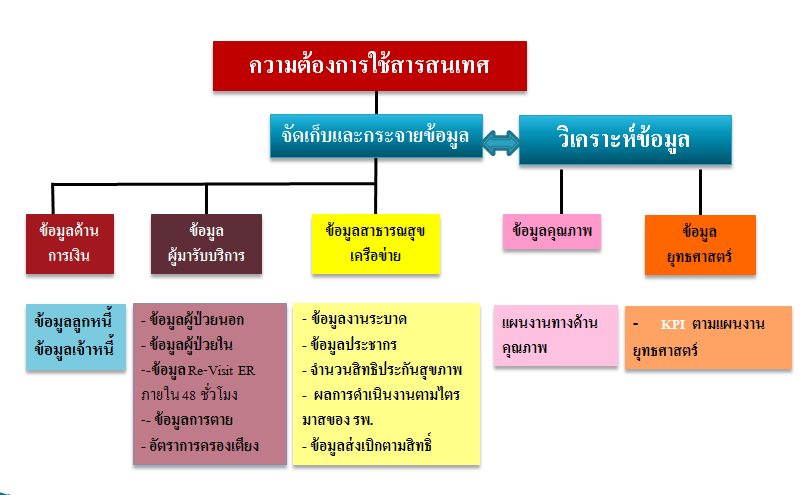 ความต้องการใช้สารสนเทศ
จัดเก็บและกระจายข้อมูล
วิเคราะห์ข้อมูล
ข้อมูลด้าน
การเงิน
ข้อมูล
ผู้มารับบริการ
ข้อมูลสาธารณสุข
เครือข่าย
ข้อมูลคุณภาพ
ข้อมูล
ยุทธศาสตร์
ข้อมูลลูกหนี้
ข้อมูลเจ้าหนี้
- ข้อมูลผู้ป่วยนอก
- ข้อมูลผู้ป่วยใน
--ข้อมูล Re-Visit ER
ภายใน 48 ชั่วโมง
-- ข้อมูลการตาย
- อัตราการครองเตียง
- ข้อมูลงานระบาด
- ข้อมูลประชากร
- จำนวนสิทธิประกันสุขภาพ
- ผลการดำเนินงานตามไตร
มาสของ รพ.
- ข้อมูลส่งเบิกตามสิทธิ์
แผนงานทางด้าน
คุณภาพ
- KPI ตามแผนงาน
ยุทธศาสตร์